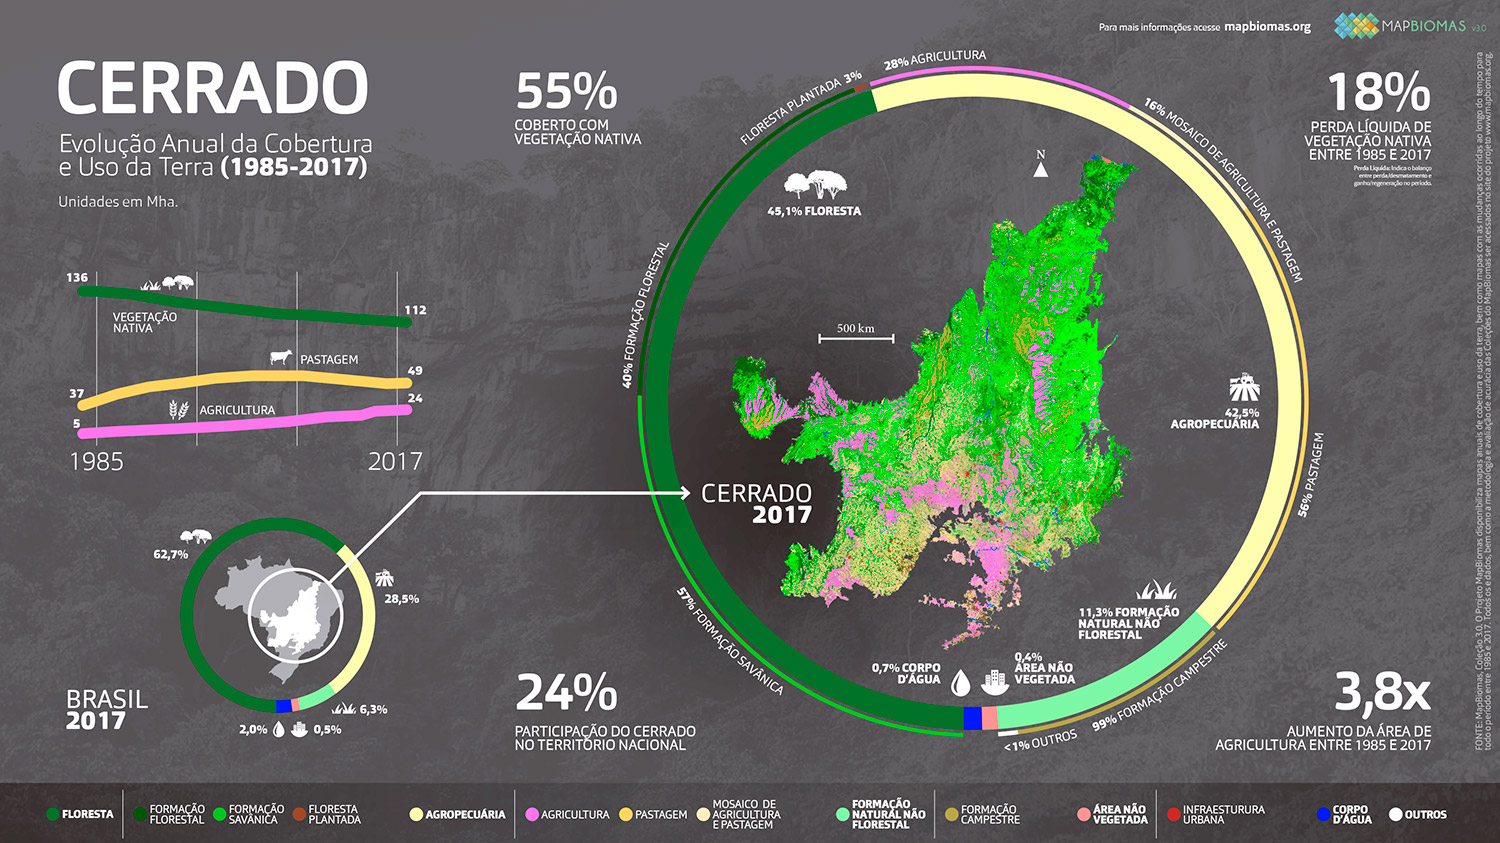 Para mais informações acesse mapbiomas.org
MAPBIOMAS v3.0
CERRADO
Evolução Anual da Cobertura
e Uso da Terra (1985-2017)
Unidades em Mha.
136
VEGETAÇÃO
NATIVA
112
PASTAGEM
37
49
AGRICULTURA
5
24
1985
2017
55%
COBERTO COM
VEGETAÇÃO NATIVA
18%
PERDA LÍQUIDA DE
VEGETAÇÃO NATIVA
ENTRE 1985 E 2017
Perda Líquida: Indica o balanço
entre perda/desmatamento e
ganho/regeneração no período.
FLORESTA PLANTADA 3%
28% AGRICULTURA
16% MOSAICO DE AGRICULTURA E PASTAGEM
56% PASTAGEM
40% FORMAÇÃO FLORESTAL
57% FORMAÇÃO SAVÂNICA
99% FORMAÇÃO CAMPESTRE
<1% OUTROS
N
45,1% FLORESTA
500 km
42,5%
AGROPECUÁRIA
CERRADO
2017
11,3% FORMAÇÃO
NATURAL NÃO
FLORESTAL
0,7% CORPO
D'ÁGUA
0,4%
ÁREA NÃO
VEGETADA
62,7%
28,5%
6,3%
2,0%
0,5%
BRASIL
2017
24%
PARTICIPAÇÃO DO CERRADO
NO TERRITÓRIO NACIONAL
3,8x
AUMENTO DA ÁREA DE
AGRICULTURA ENTRE 1985 E 2017
FONTE: MapBiomas, Coleção 3.0. O Projeto MapBiomas disponibiliza mapas anuais de cobertura e uso da terra, bem como mapas com as mudanças ocorridas ao longo do tempo para
todo o período entre 1985 e 2017. Todos os e dados, bem como a metodologia e avaliação de acurácia das Coleções do MapBiomas ser acessados no site do projeto www.mapbiomas.org.
FLORESTA
FORMAÇÃO
FLORESTAL
FORMAÇÃO
SAVÂNICA
FLORESTA
PLANTADA
AGROPECUÁRIA
AGRICULTURA
PASTAGEM
MOSAICO DE
AGRICULTURA
E PASTAGEM
FORMAÇÃO
NATURAL NÃO
FLORESTAL
FORMAÇÃO
CAMPESTRE
ÁREA NÃO
VEGETADA
INFRAESTURURA
URBANA
CORPO
D'ÁGUA
OUTROS